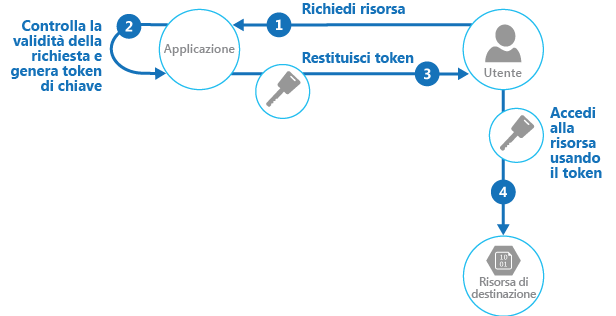 Richiedi risorsa
1
2
Controlla la
validità della
richiesta e
genera token
di chiave
Applicazione
Restituisci token
3
Utente
Accedi
alla
risorsa
usando
il token
4
10
01
Risorsa di
destinazione